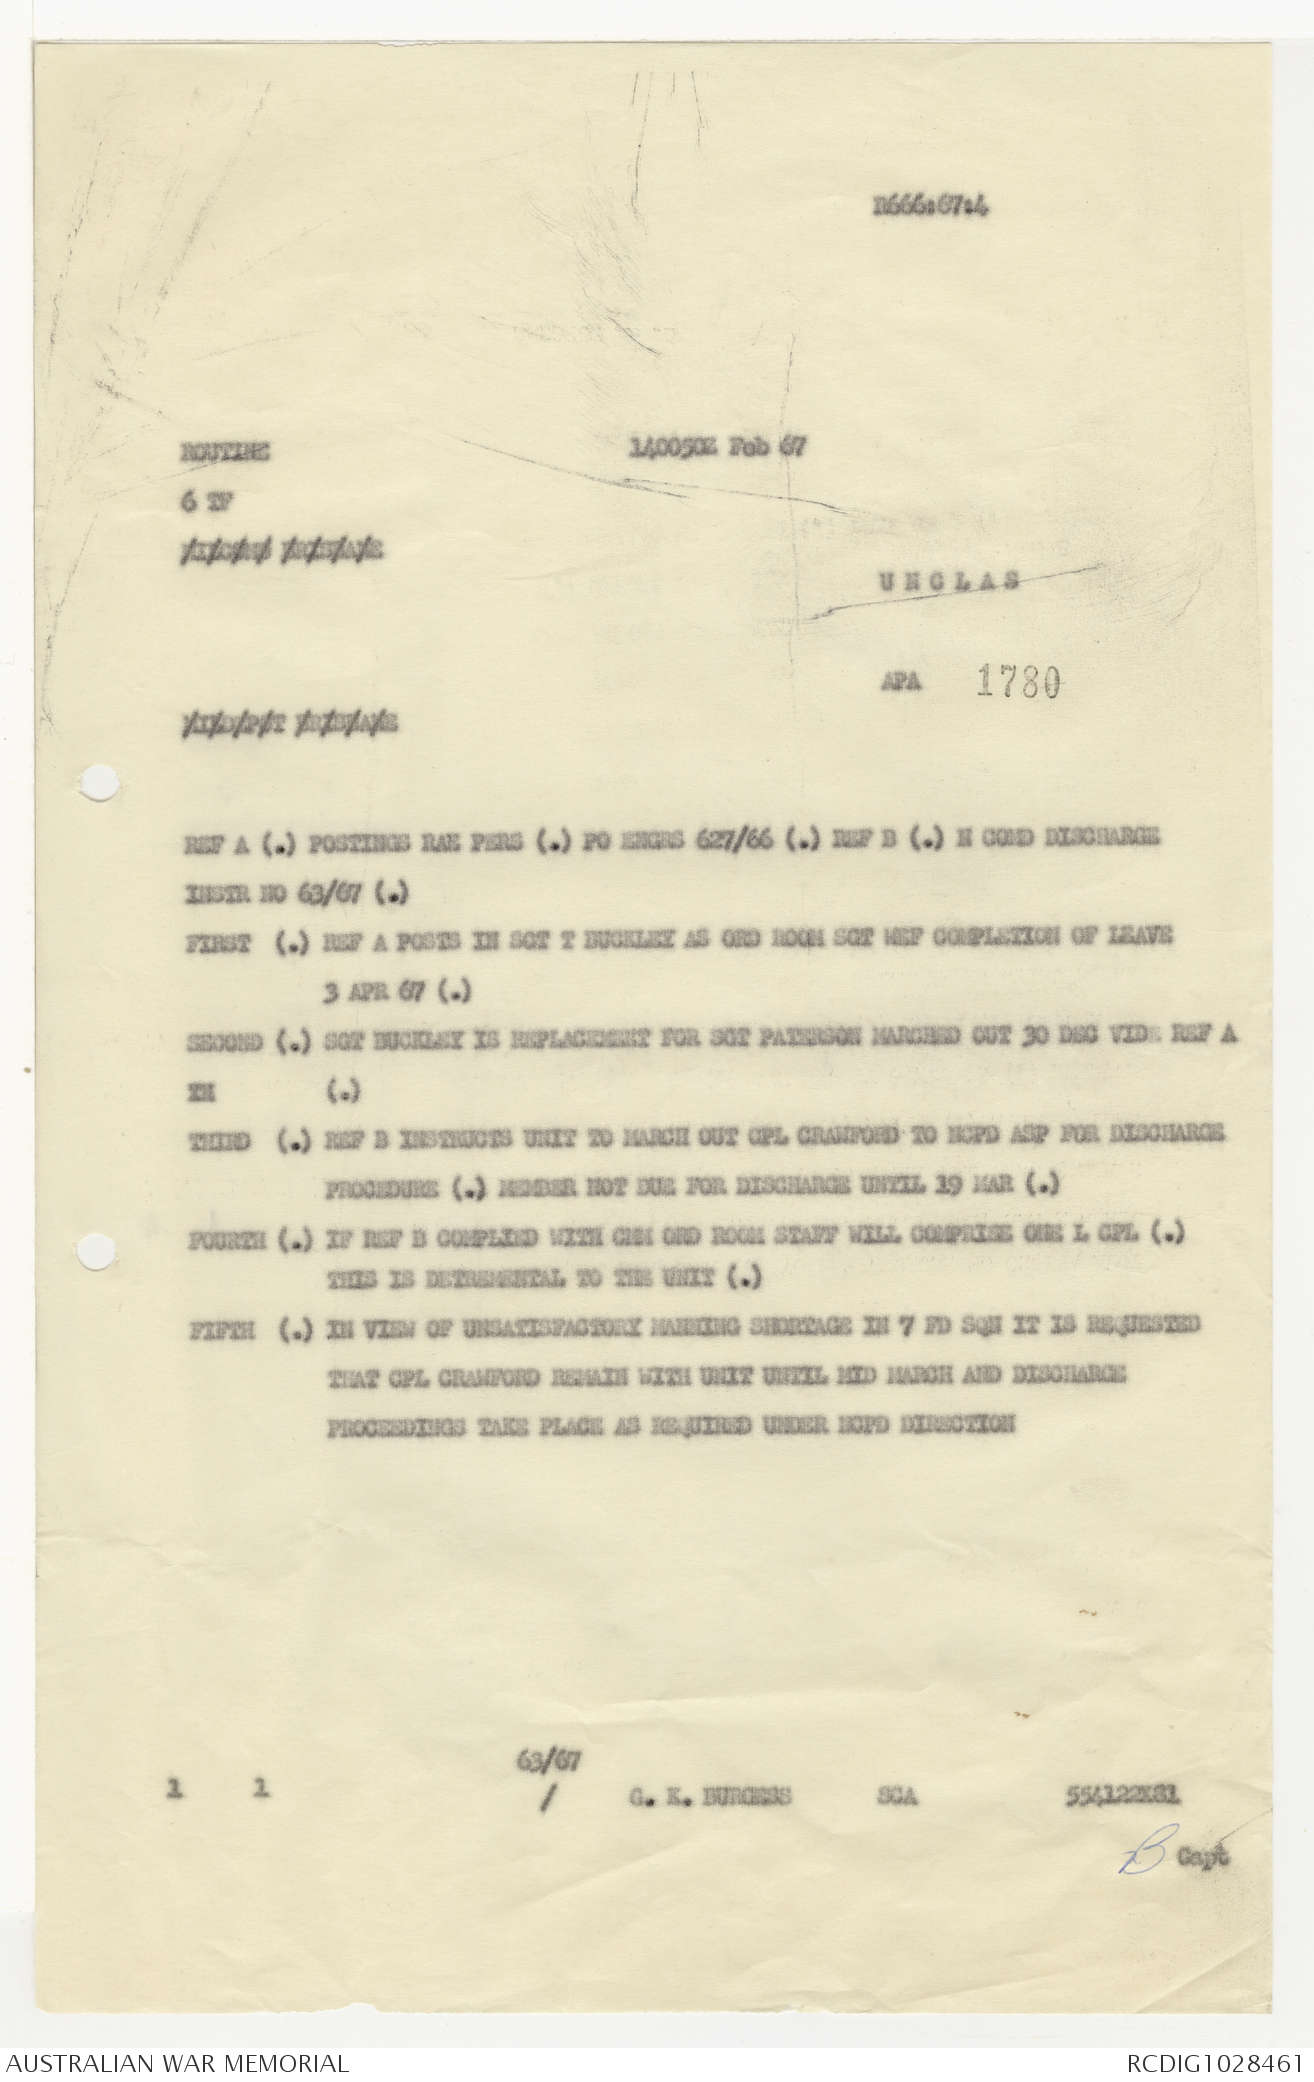 R666:67:4
ROUTINE 140050Z Feb 67
6 TF
UNCLAS
APA 1780
REF A (.) POSTINGS RAE PERS (.) PO ENGRS 627/66 (.) REF B (.) N COMD DISCHARGE
INSTR NO 63/67 (.)
FIRST (.) REF A POSTS IN SGT T BUCKLEY AS ORD ROOM SGT WEF COMPLETION OF LEAVE
3 APR 67 (.)
SECOND (.) SGT BUCKLEY IS REPLACEMENT FOR SGT PATERSON MARCHED OUT 30 DEC VIDE REF A
IN (.)
THIRD (.) REF B INSTRUCTS UNIT TO MARCH OUT CPL CRAWFORD TO NCPD ASP FOR DISCHARGE
PROCEDURE (.) MEMBER NOT DUE FOR DISCHARGE UNTIL 19 MAR (.)
FOURTH (.) IF REF B COMPLIED WITH CMM ORD ROOM STAFF WILL COMPRISE ONE L CPL (.)
THIS IS DETREMENTAL TO THE UNIT (.)
FIFTH (.) IN VIEW OF UNSATISFACTORY MANNING SHORTAGE IN 7 FD SQN IT IS REQUESTED
THAT CPL CRAWFORD REMAIN WITH UNIT UNTIL MID MARCH AND DISCHARGE
PROCEEDINGS TAKE PLACE AS REQUIRED UNDER NCPD DIRECTION
63/67
1 1 / G. K. BURGESS SCA 554122X81
B Capt
AUSTRALIAN WAR MEMORIAL RCDIG1028461